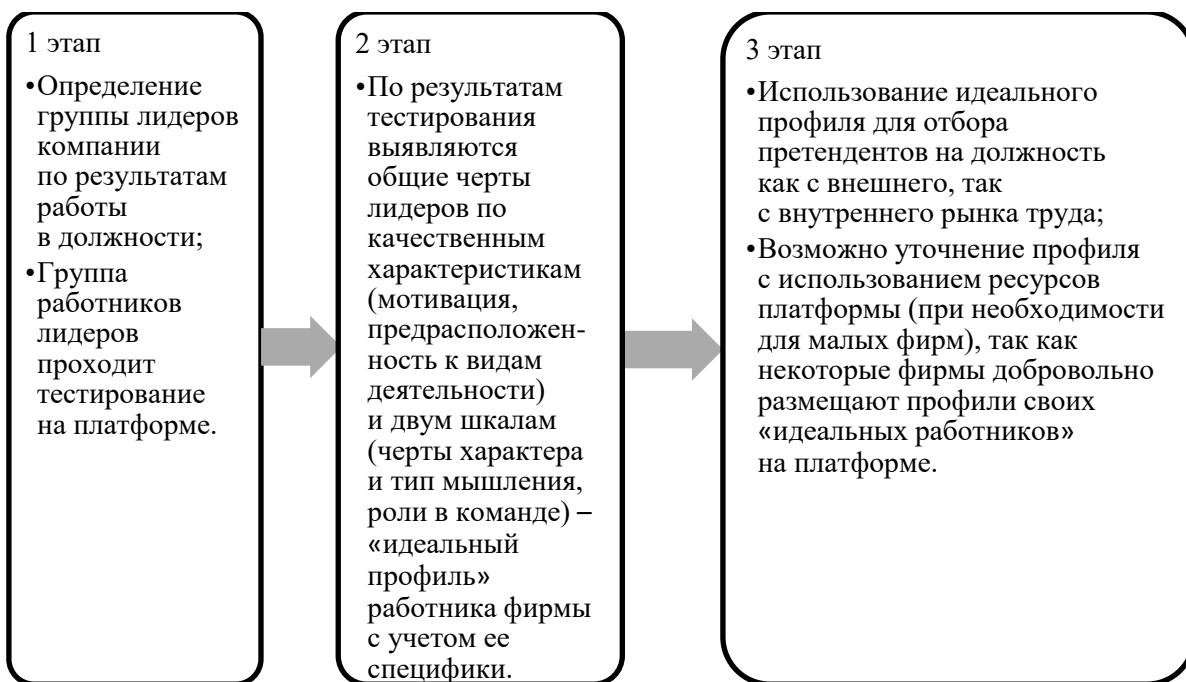 1 этап
•Определение
группы лидеров
компании
по результатам
работы
в должности;
•Группа
работников
лидеров
проходит
тестирование
на платформе.
2 этап
•По результатам
тестирования
выявляются
общие черты
лидеров по
качественным
характеристикам
(мотивация,
предрасположен-
ность к видам
деятельности)
и двум шкалам
(черты характера
и тип мышления,
роли в команде) –
«идеальный
профиль»
работника фирмы
с учетом ее
специфики.
3 этап
•Использование идеального
профиля для отбора
претендентов на должность
как с внешнего, так
с внутреннего рынка труда;
•Возможно уточнение профиля
с использованием ресурсов
платформы (при необходимости
для малых фирм), так как
некоторые фирмы добровольно
размещают профили своих
«идеальных работников»
на платформе.